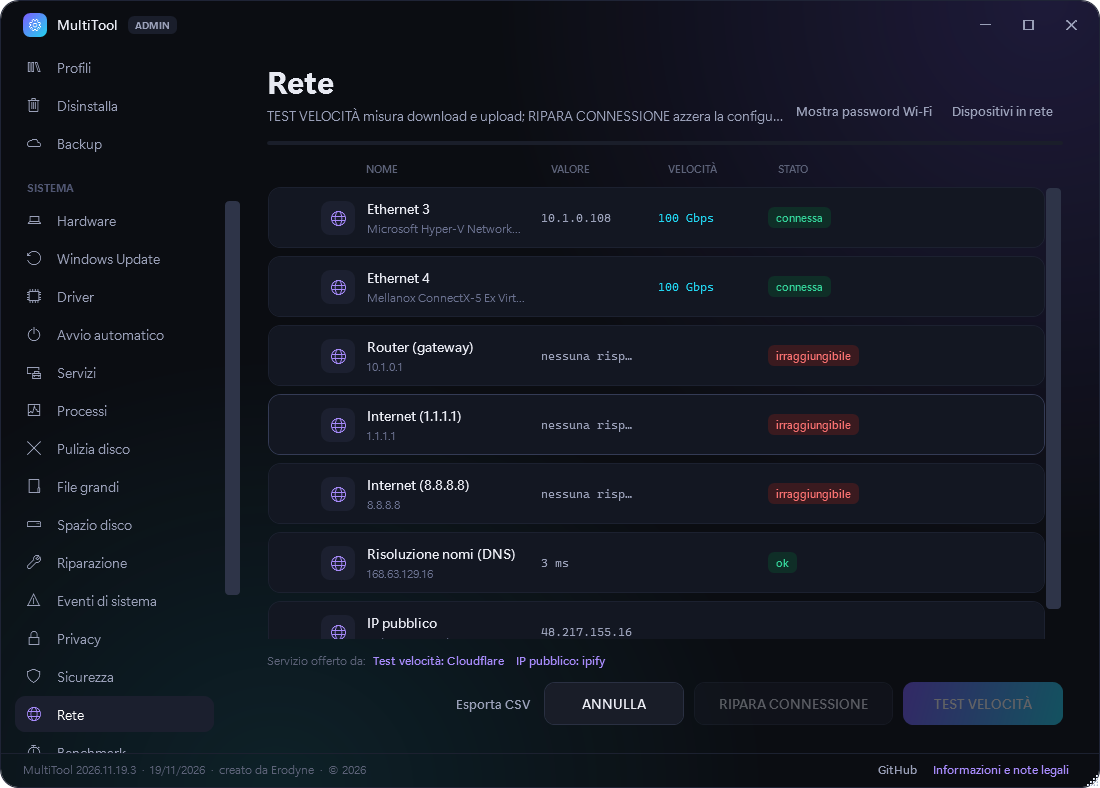 MultiTool ADMIN
Profili
Disinstalla
Backup
SISTEMA
Hardware
Windows Update
Driver
Avvio automatico
Servizi
Processi
Pulizia disco
File grandi
Spazio disco
Riparazione
Eventi di sistema
Privacy
Sicurezza
Rete
Benchmark
Rete
TEST VELOCITÀ misura download e upload; RIPARA CONNESSIONE azzera la configu...
Mostra password Wi-Fi Dispositivi in rete
NOME VALORE VELOCITÀ STATO
Ethernet 3
Microsoft Hyper-V Network...
10.1.0.108 100 Gbps connessa
Ethernet 4
Mellanox ConnectX-5 Ex Virt...
100 Gbps connessa
Router (gateway)
10.1.0.1
nessuna risp... irraggiungibile
Internet (1.1.1.1)
1.1.1.1
nessuna risp... irraggiungibile
Internet (8.8.8.8)
8.8.8.8
nessuna risp... irraggiungibile
Risoluzione nomi (DNS)
168.63.129.16
3 ms ok
IP pubblico
48.217.155.16
Servizio offerto da: Test velocità: Cloudflare IP pubblico: ipify
Esporta CSV ANNULLA RIPARA CONNESSIONE TEST VELOCITÀ
MultiTool 2026.11.19.3 · 19/11/2026 · creato da Erodyne · © 2026
GitHub Informazioni e note legali